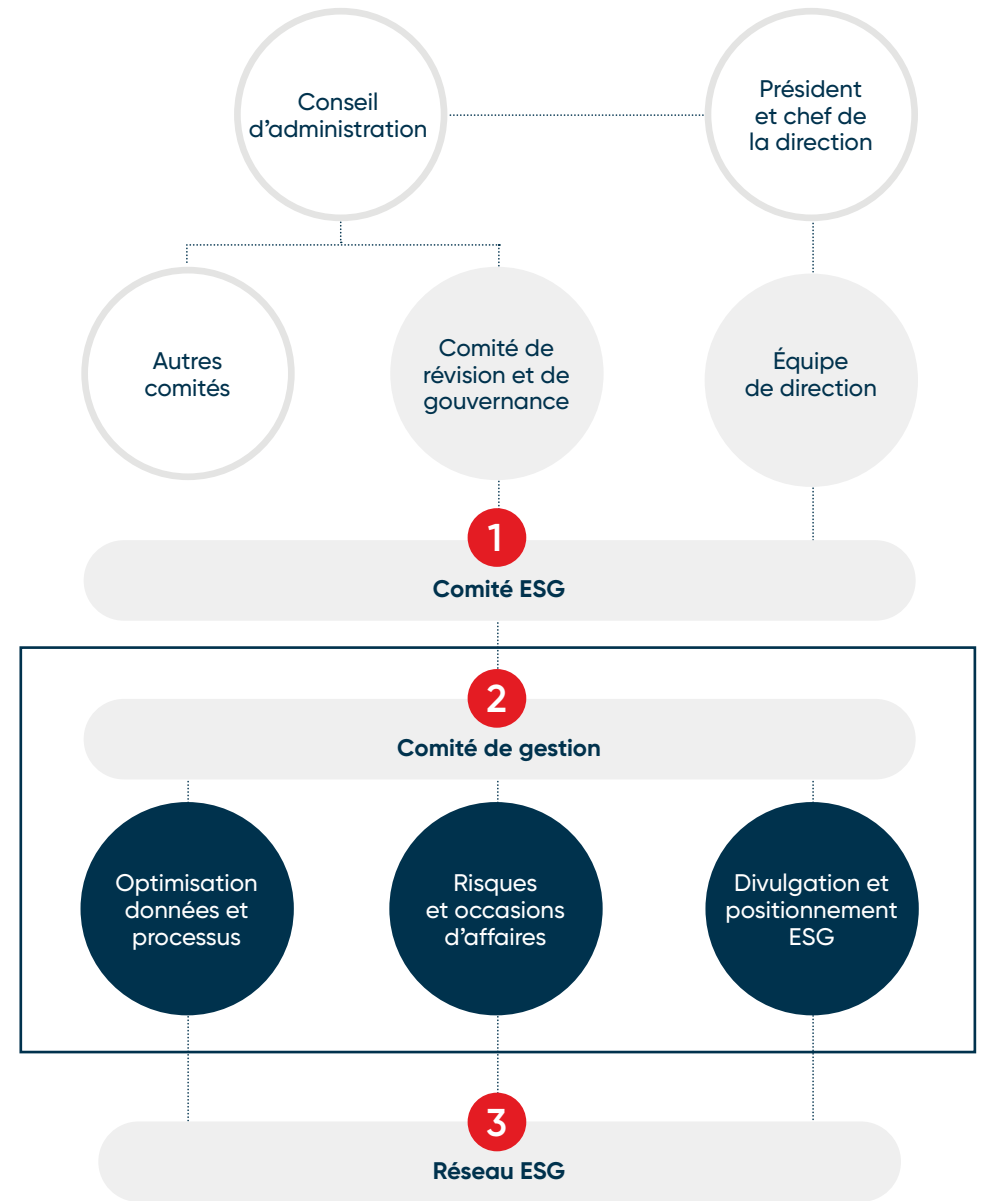 Conseil
d'administration
Président
et chef de
la direction
Autres
comités
Comité de
révision et de
gouvernance
Équipe
de direction
1
Comité ESG
2
Comité de gestion
Optimisation
données et
processus
Risques
et occasions
d'affaires
Divulgation et
positionnement
ESG
3
Réseau ESG